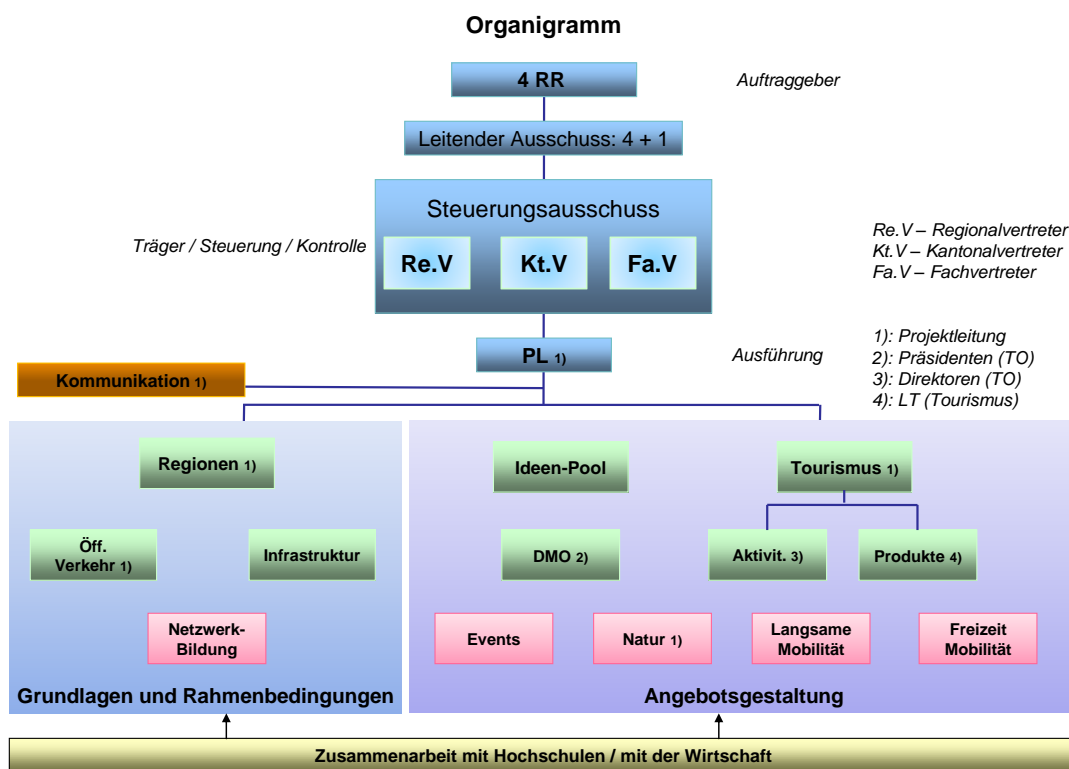 Organigramm
4 RR
Auftraggeber
Leitender Ausschuss: 4 + 1
Steuerungsausschuss
Träger / Steuerung / Kontrolle
Re.V
Kt.V
Fa.V
Re.V – Regionalvertreter
Kt.V – Kantonalvertreter
Fa.V – Fachvertreter
PL 1)
Ausführung
1): Projektleitung
2): Präsidenten (TO)
3): Direktoren (TO)
4): LT (Tourismus)
Kommunikation 1)
Regionen 1)
Ideen-Pool
Tourismus 1)
Öff.
Verkehr 1)
Infrastruktur
DMO 2)
Aktivit. 3)
Produkte 4)
Netzwerk-
Bildung
Events
Natur 1)
Langsame
Mobilität
Freizeit
Mobilität
Grundlagen und Rahmenbedingungen
Angebotsgestaltung
Zusammenarbeit mit Hochschulen / mit der Wirtschaft